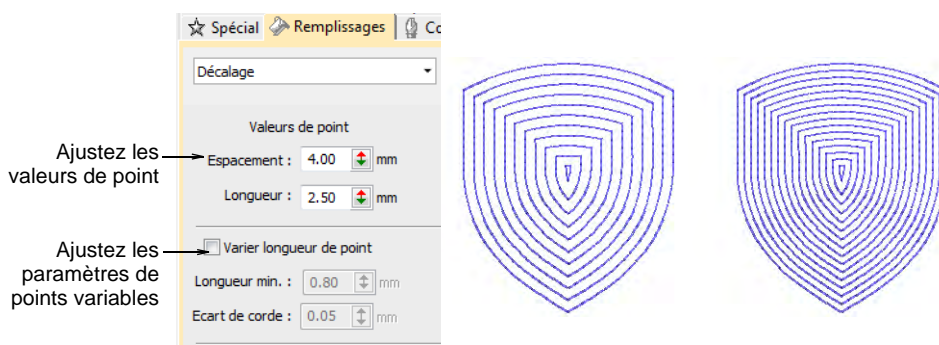 Spécial Remplissages Co
Décalage
Valeurs de point
Ajustez les
valeurs de point
Espacement : 4.00 mm
Longueur : 2.50 mm
Ajustez les
paramètres de
points variables
Varier longueur de point
Longueur min. : 0.80 mm
Ecart de corde : 0.05 mm